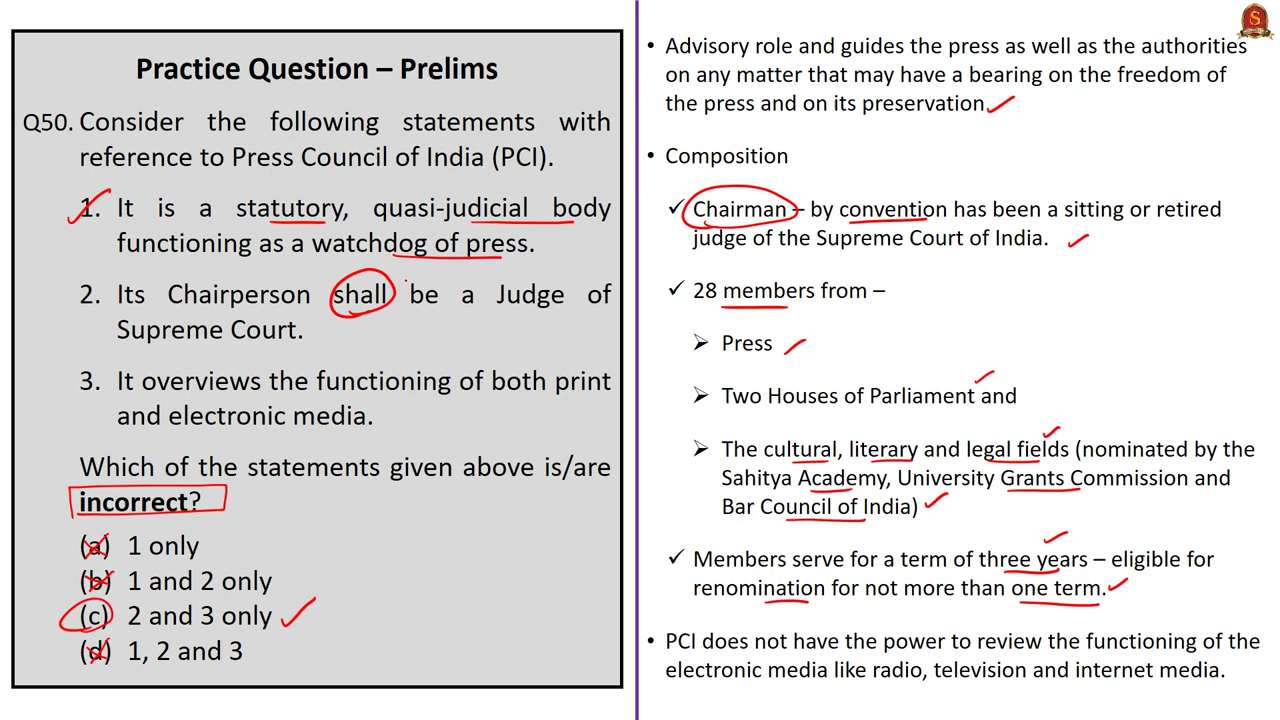 Practice Question – Prelims
Q50. Consider the following statements with
reference to Press Council of India (PCI).
1. It is a statutory, quasi-judicial body
functioning as a watchdog of press.
2. Its Chairperson shall be a Judge of
Supreme Court.
3. It overviews the functioning of both print
and electronic media.
Which of the statements given above is/are
incorrect?
(a) 1 only
(b) 1 and 2 only
(c) 2 and 3 only
(d) 1, 2 and 3
• Advisory role and guides the press as well as the authorities
on any matter that may have a bearing on the freedom of
the press and on its preservation
• Composition
✓ Chairman – by convention has been a sitting or retired
judge of the Supreme Court of India.
✓ 28 members from –
➢ Press
➢ Two Houses of Parliament and
➢ The cultural, literary and legal fields (nominated by the
Sahitya Academy, University Grants Commission and
Bar Council of India)
✓ Members serve for a term of three years – eligible for
renomination for not more than one term.
• PCI does not have the power to review the functioning of the
electronic media like radio, television and internet media.